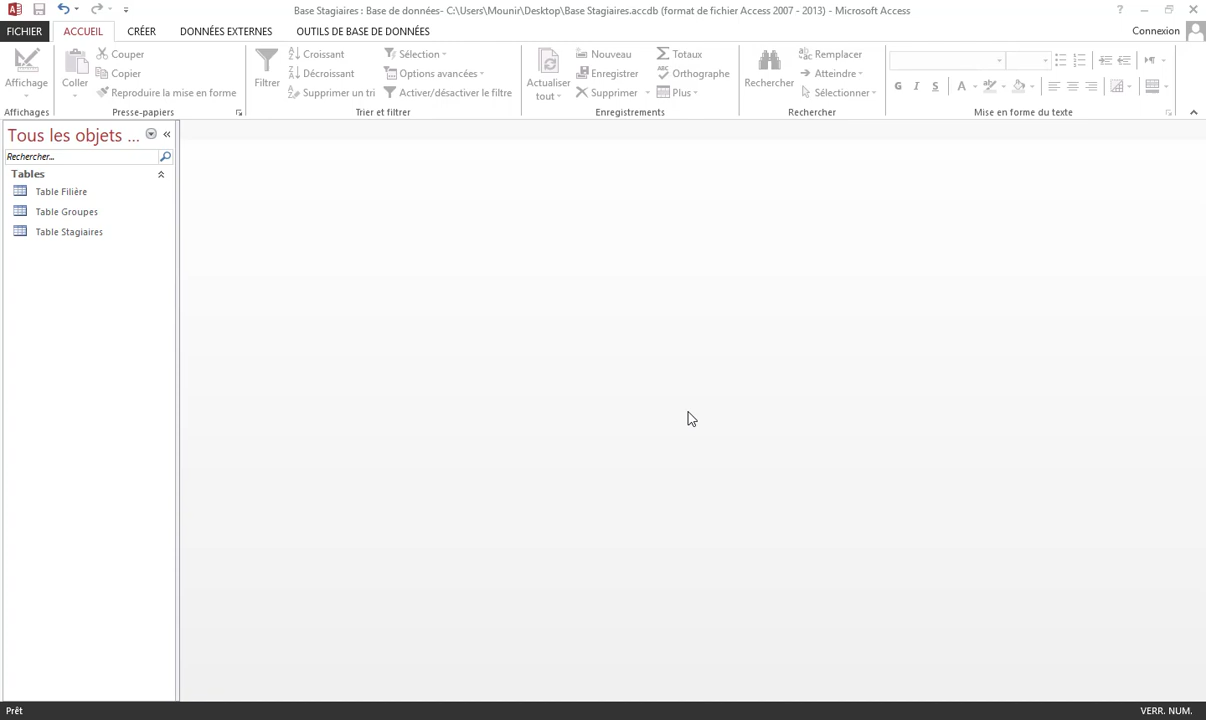 Base Stagiaires : Base de données- C:\Users\Mounir\Desktop\Base Stagiaires.accdb (format de fichier Access 2007 - 2013) - Microsoft Access
FICHIER ACCUEIL CRÉER DONNÉES EXTERNES OUTILS DE BASE DE DONNÉES Connexion
Affichage
Affichages
Coller
Couper
Copier
Reproduire la mise en forme
Presse-papiers
Filtrer
Croissant
Décroissant
Supprimer un tri
Sélection
Options avancées
Activer/désactiver le filtre
Trier et filtrer
Actualiser
tout
Nouveau
Enregistrer
Supprimer
Totaux
Orthographe
Plus
Enregistrements
Rechercher
Remplacer
Atteindre
Sélectionner
Rechercher
G I S A
Mise en forme du texte
Tous les objets ...
Rechercher...
Tables
Table Filière
Table Groupes
Table Stagiaires
Prêt
VERR. NUM.